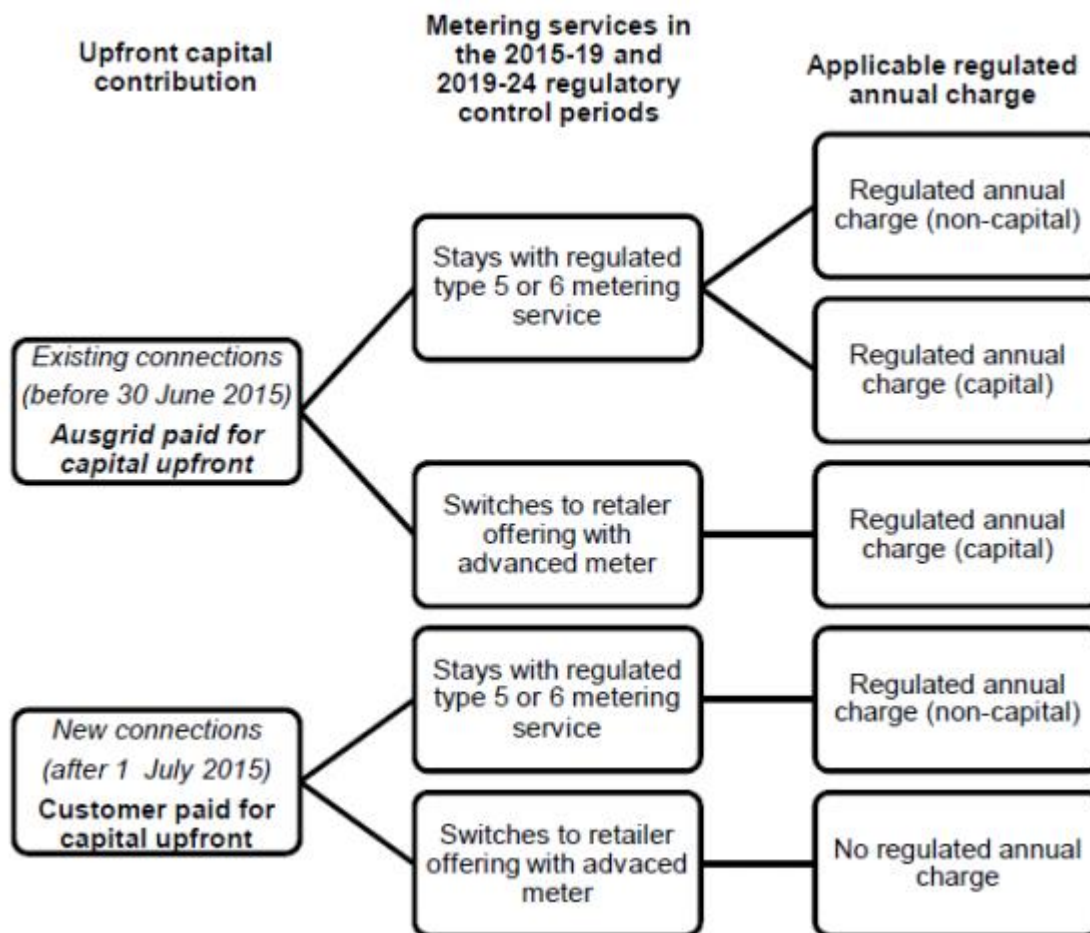 Upfront capital
contribution
Metering services in
the 2015-19 and
2019-24 regulatory
control periods
Applicable regulated
annual charge
Existing connections
(before 30 June 2015)
Ausgrid paid for
capital upfront
Stays with regulated
type 5 or 6 metering
service
Regulated annual
charge (non-capital)
Regulated annual
charge (capital)
Switches to retaler
offering with
advanced meter
Regulated annual
charge (capital)
New connections
(after 1 July 2015)
Customer paid for
capital upfront
Stays with regulated
type 5 or 6 metering
service
Regulated annual
charge (non-capital)
Switches to retailer
offering with advaced
meter
No regulated annual
charge